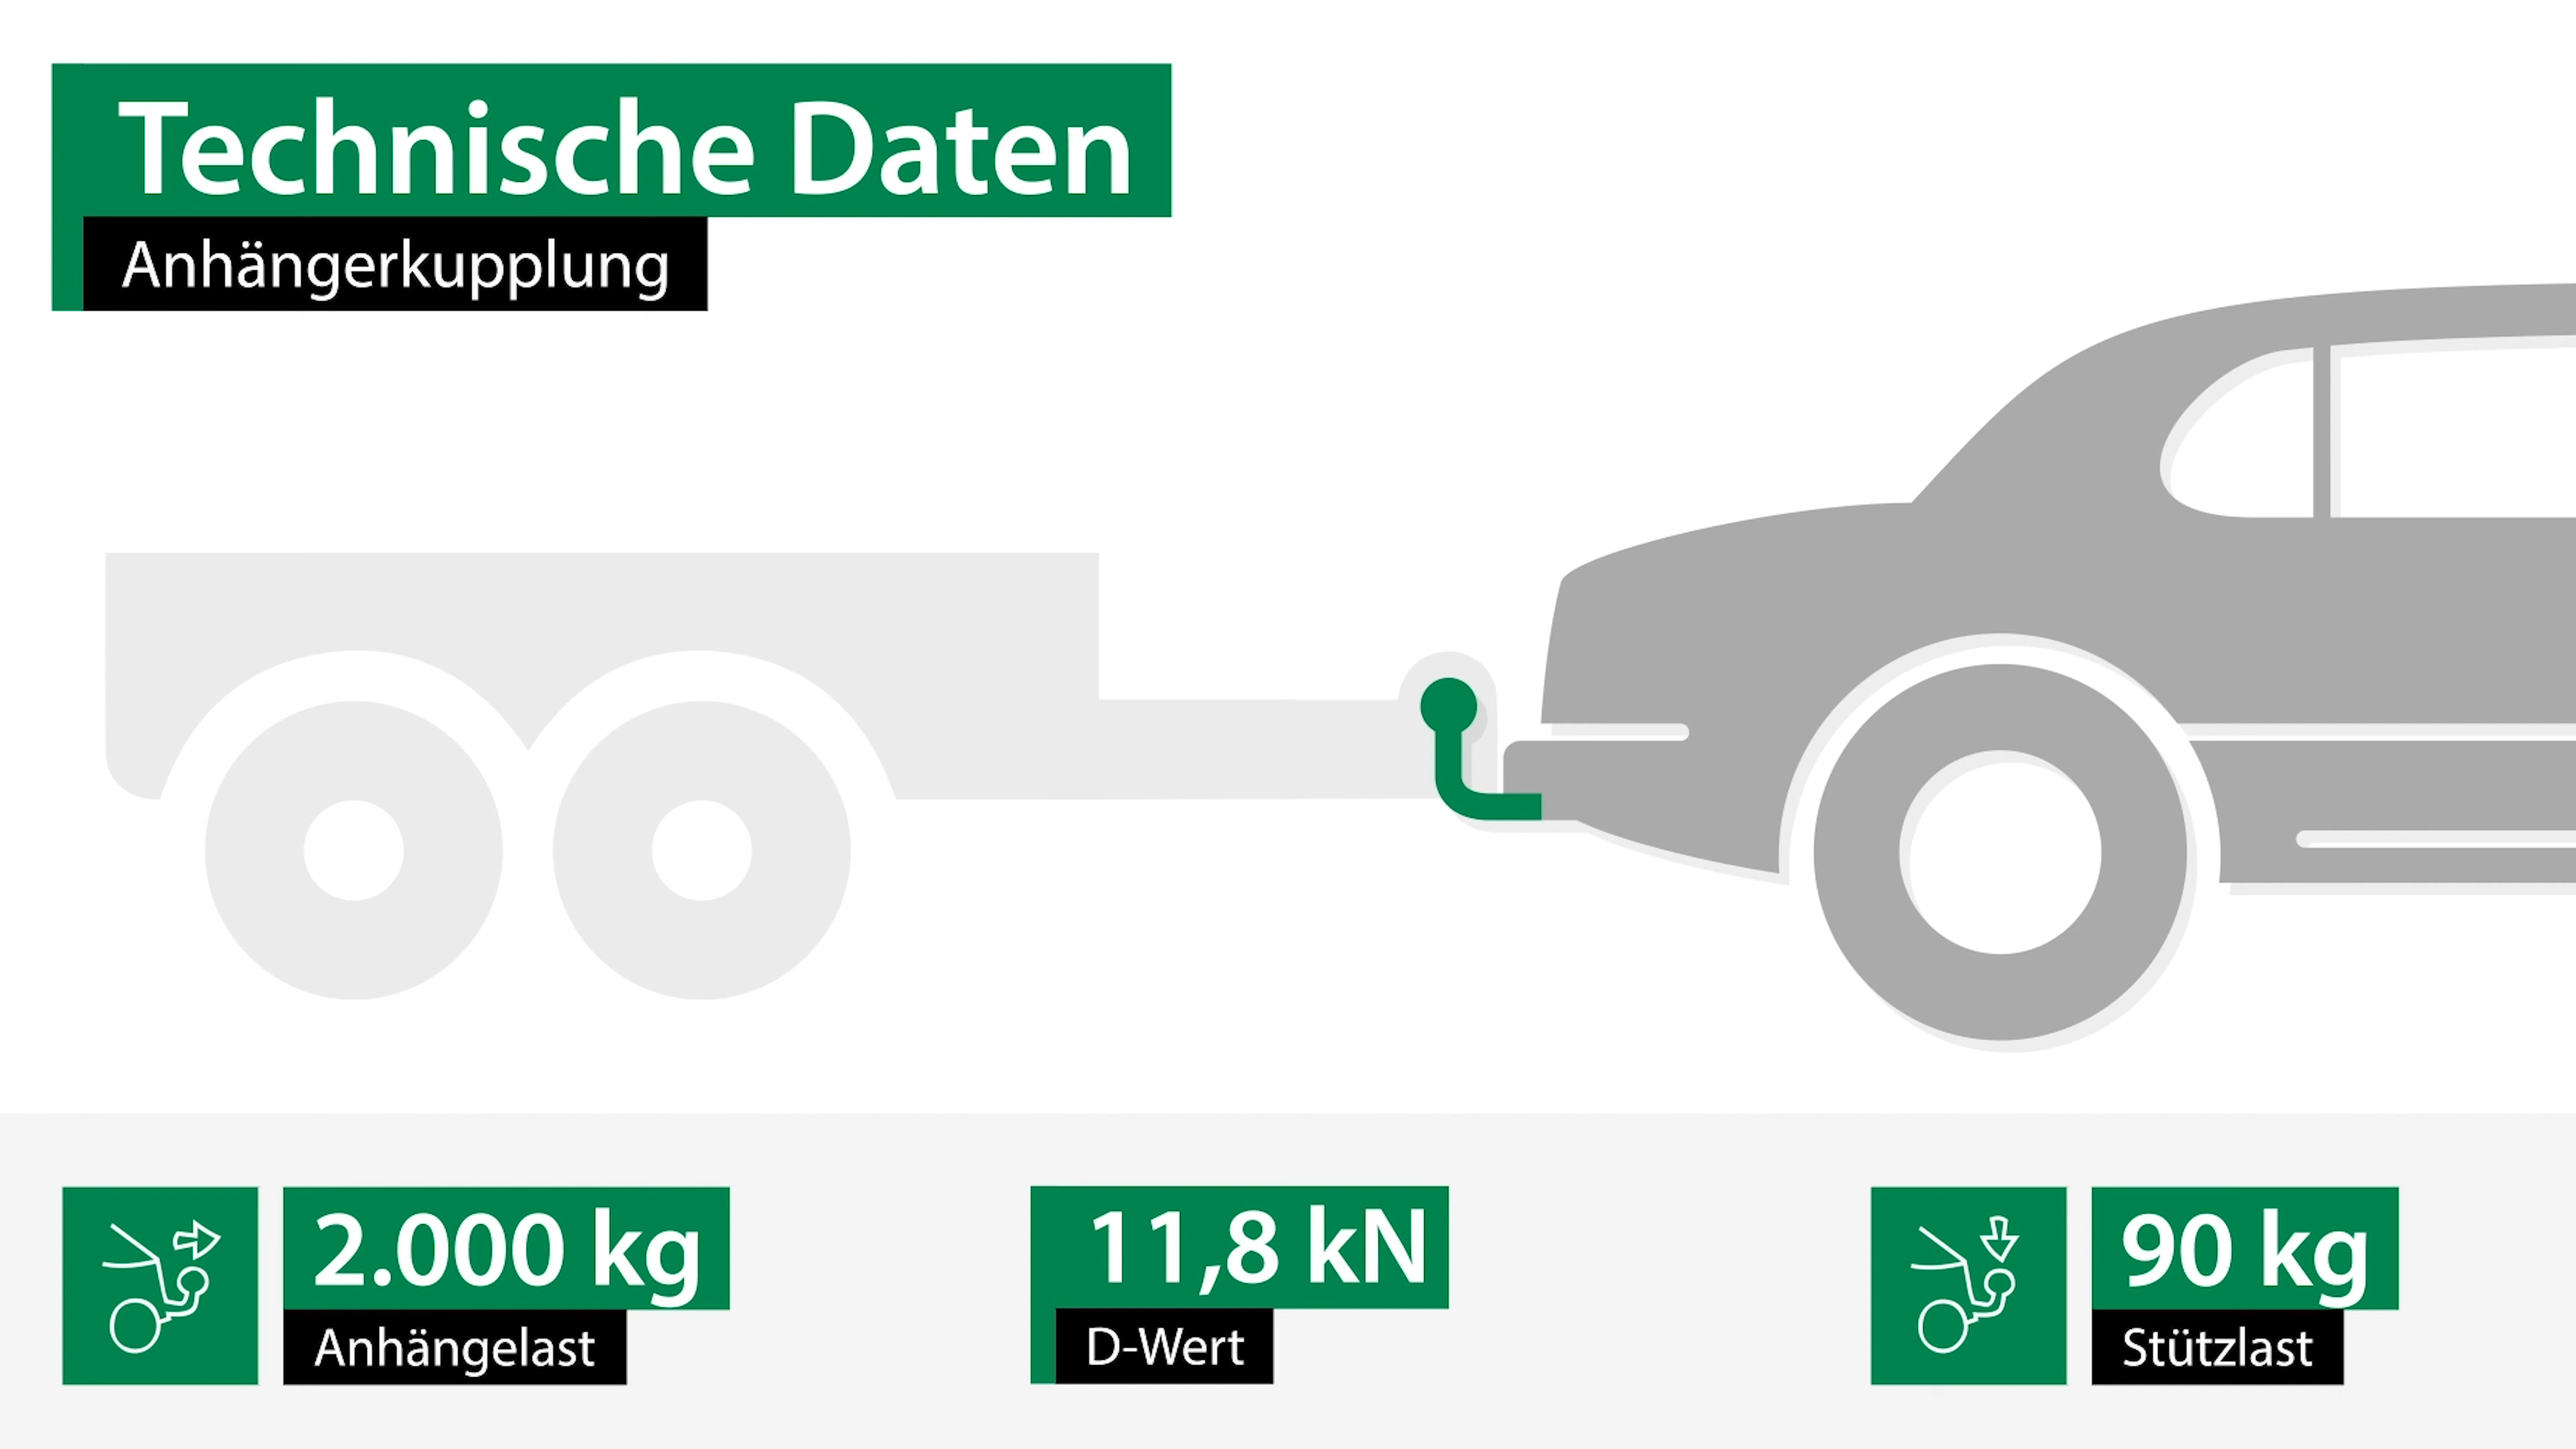 Technische Daten
Anhängerkupplung
2.000 kg
Anhängelast
11,8 kN
D-Wert
90 kg
Stützlast